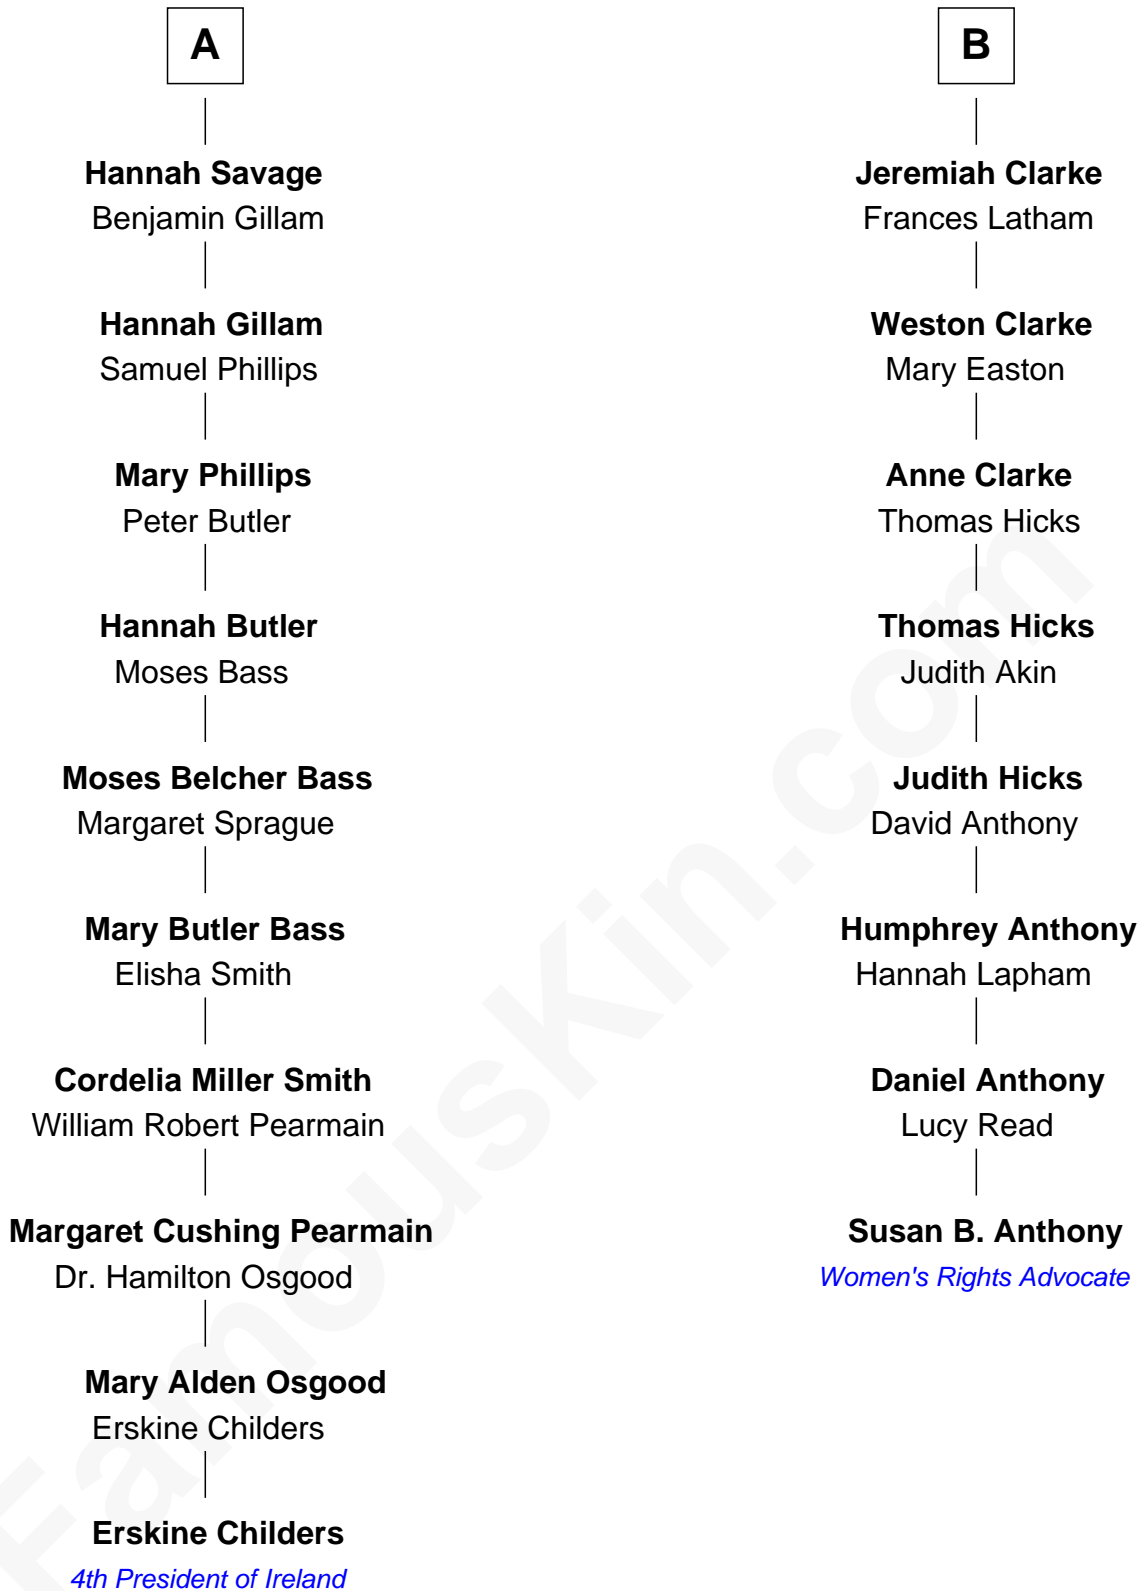 A
Hannah Savage
Benjamin Gillam
Hannah Gillam
Samuel Phillips
Mary Phillips
Peter Butler
Hannah Butler
Moses Bass
Moses Belcher Bass
Margaret Sprague
Mary Butler Bass
Elisha Smith
Cordelia Miller Smith
William Robert Pearmain
Margaret Cushing Pearmain
Dr. Hamilton Osgood
Mary Alden Osgood
Erskine Childers
Erskine Childers
4th President of Ireland
B
Jeremiah Clarke
Frances Latham
Weston Clarke
Mary Easton
Anne Clarke
Thomas Hicks
Thomas Hicks
Judith Akin
Judith Hicks
David Anthony
Humphrey Anthony
Hannah Lapham
Daniel Anthony
Lucy Read
Susan B. Anthony
Women's Rights Advocate
FamousKin.com